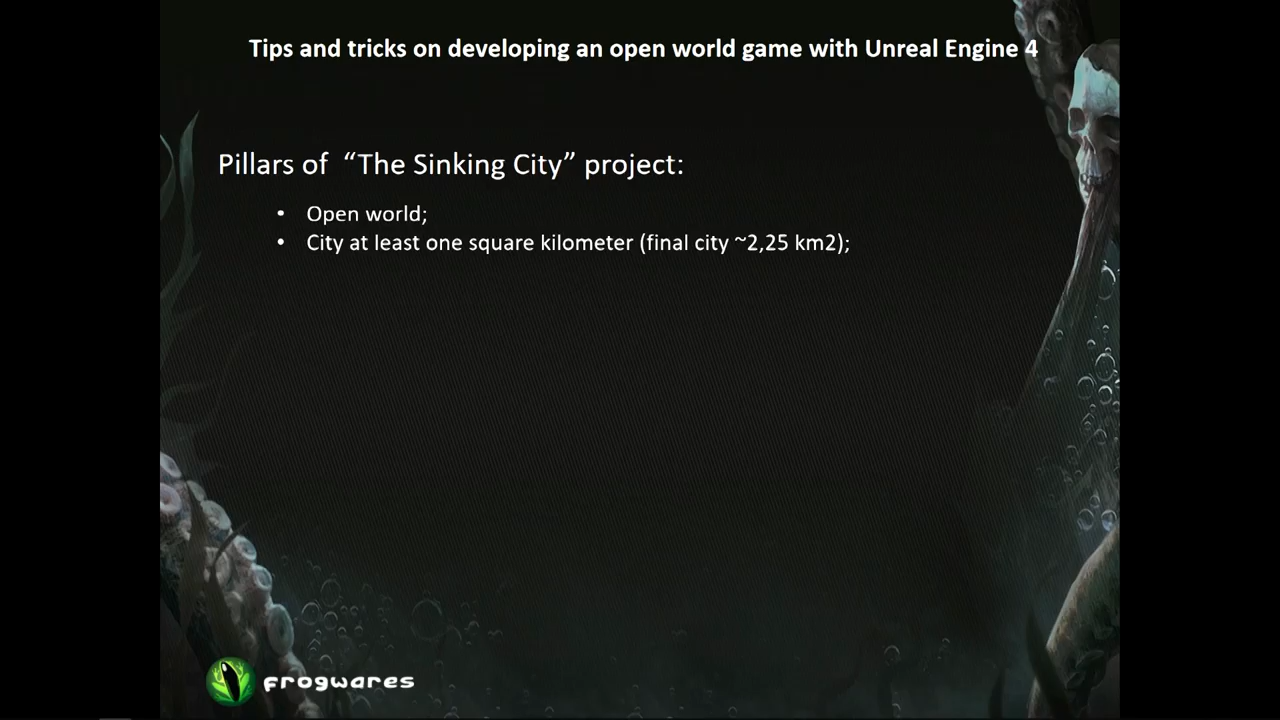 Tips and tricks on developing an open world game with Unreal Engine 4
Pillars of “The Sinking City” project:
• Open world;
• City at least one square kilometer (final city ~2,25 km2);
frogwares